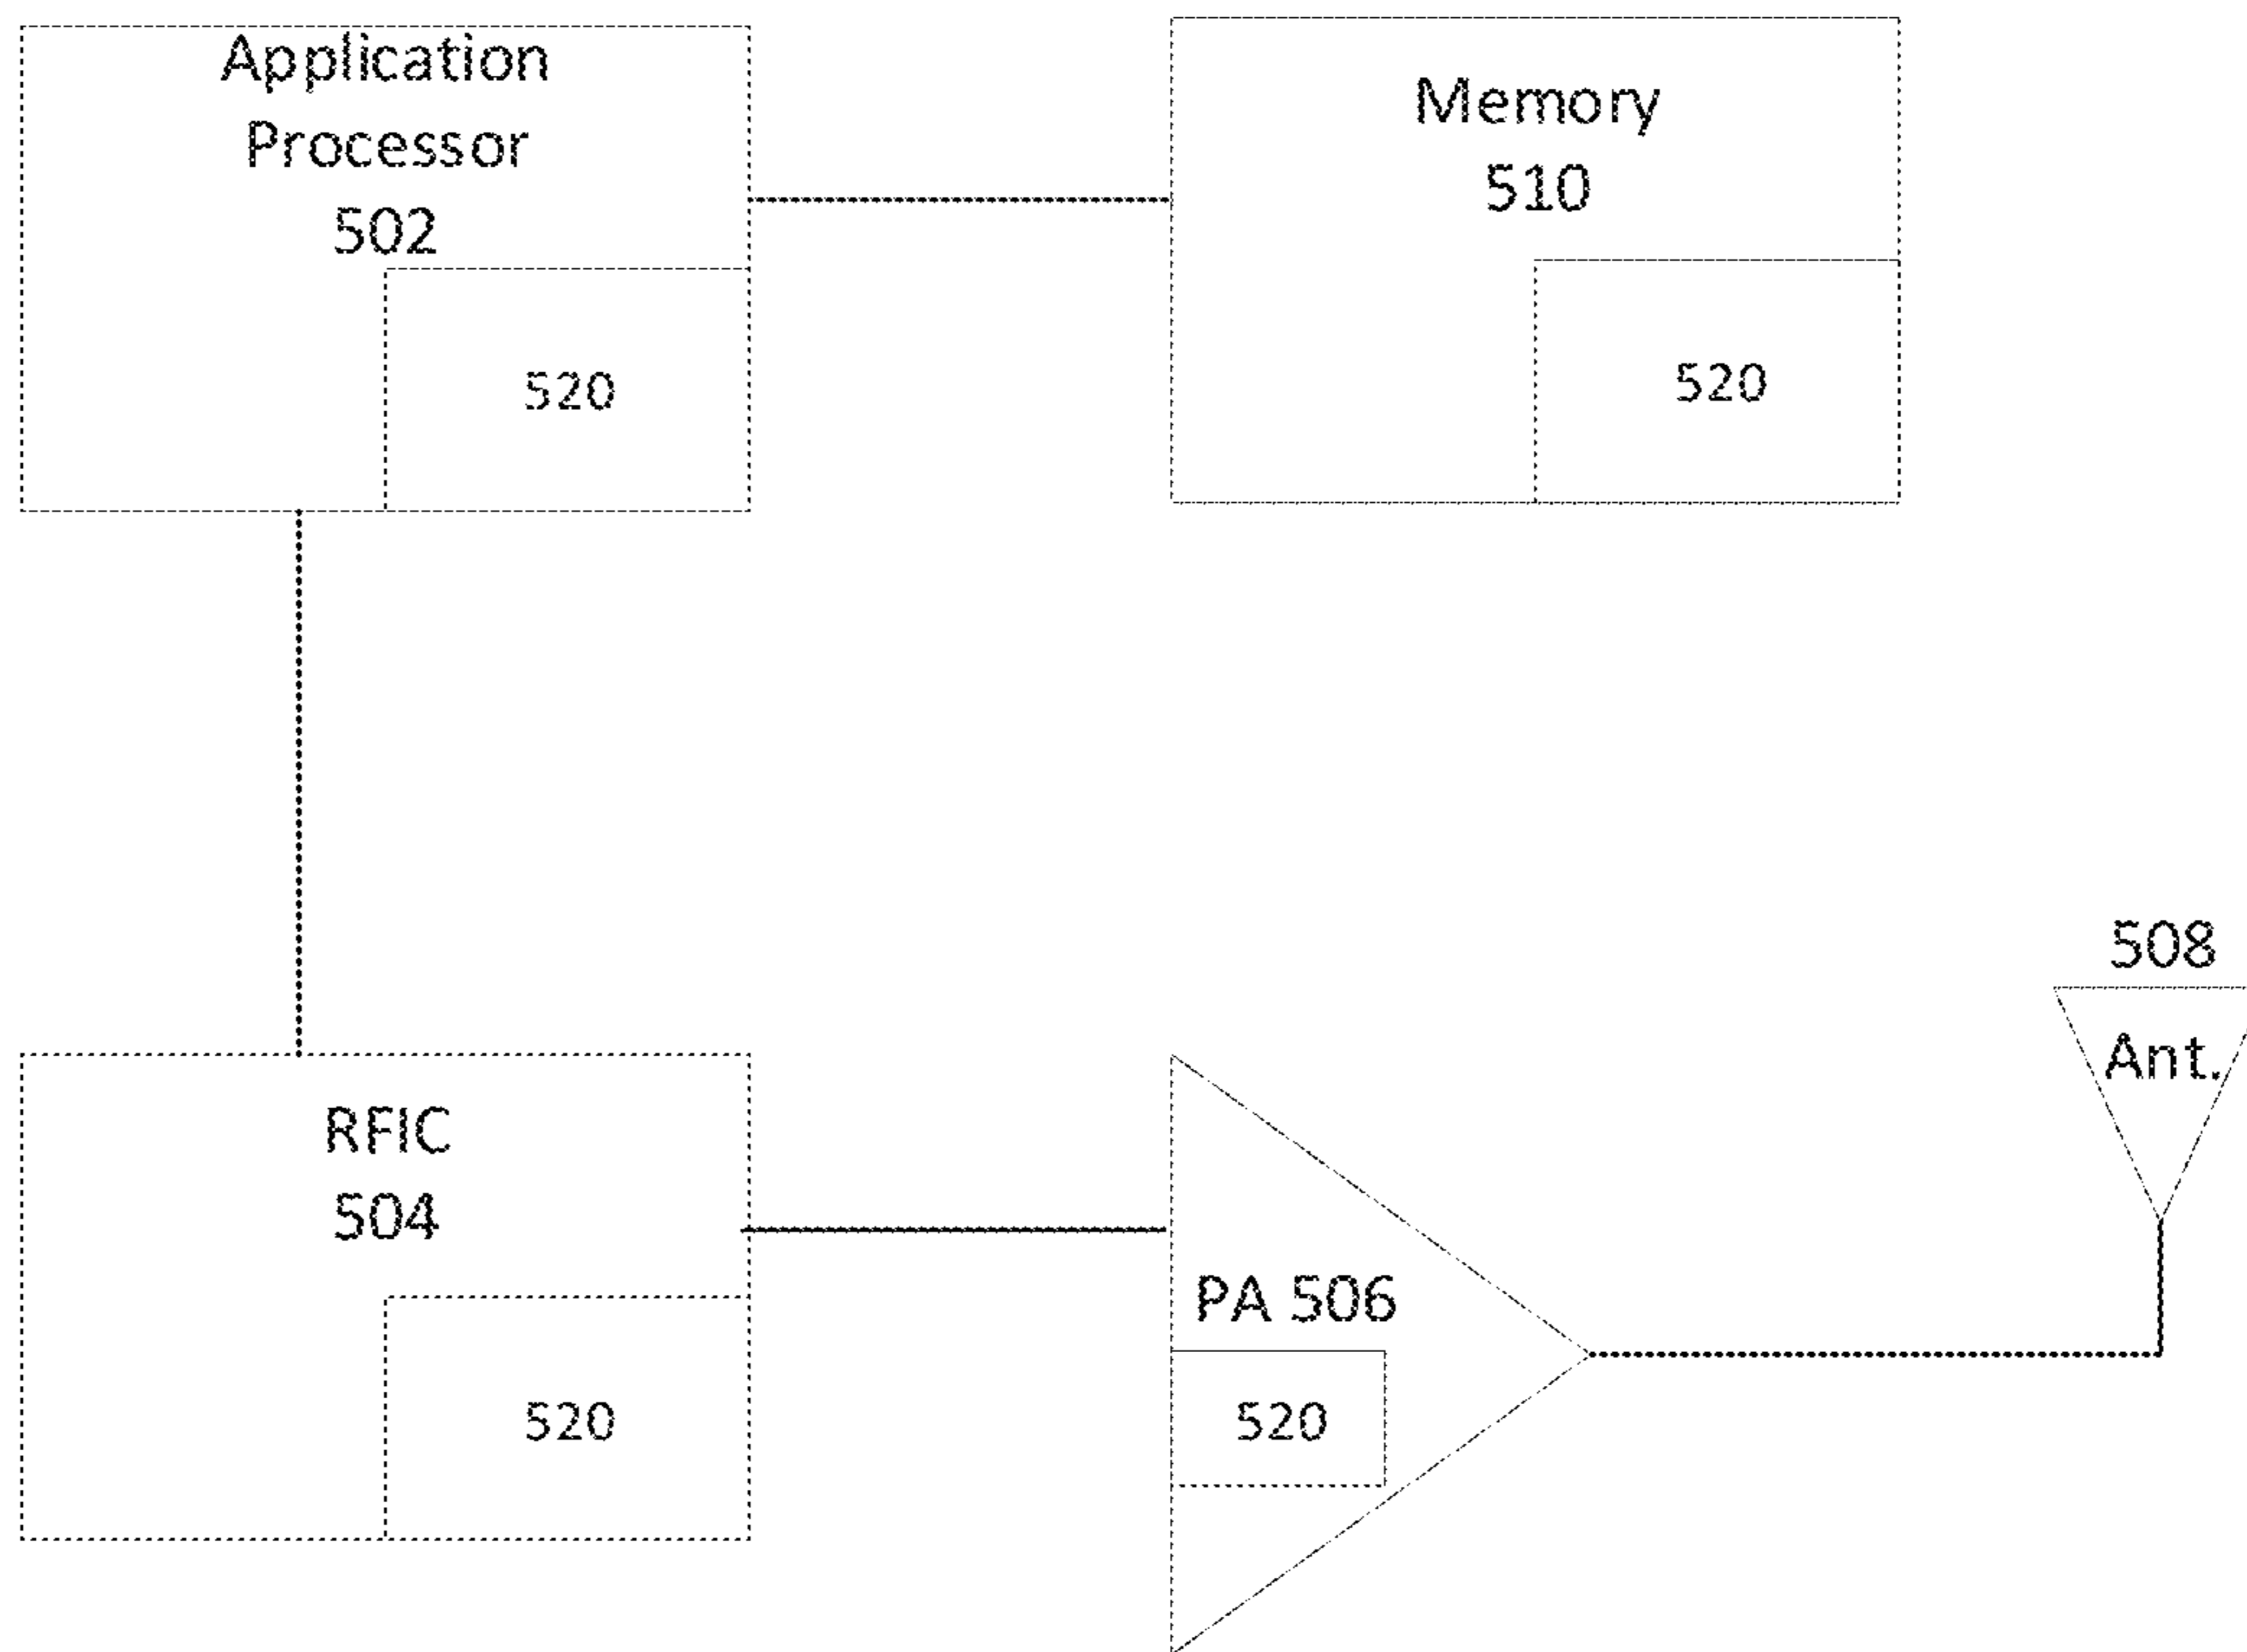 Application
Processor
502
520
Memory
510
520
RFIC
504
520
PA 506
520
508
Ant.